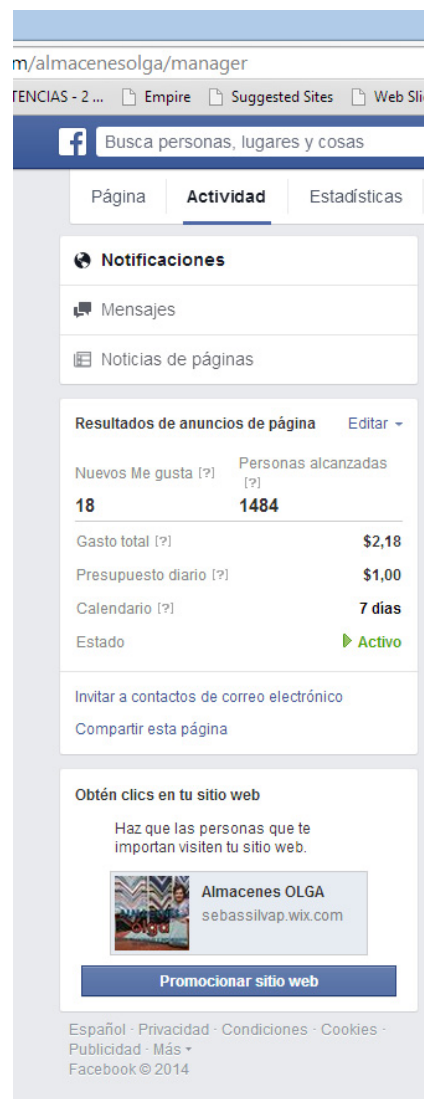 m/almacenesolga/manager
TENCIAS - 2 ... Empire Suggested Sites Web Sli
f Busca personas, lugares y cosas
Página Actividad Estadísticas
Notificaciones
Mensajes
Noticias de páginas
Resultados de anuncios de página Editar
Nuevos Me gusta [?] Personas alcanzadas
[?]
18 1484
Gasto total [?] $2,18
Presupuesto diario [?] $1,00
Calendario [?] 7 días
Estado Activo
Invitar a contactos de correo electrónico
Compartir esta página
Obtén clics en tu sitio web
Haz que las personas que te
importan visiten tu sitio web.
Almacenes OLGA
sebassilvap.wix.com
olga
Promocionar sitio web
Español · Privacidad · Condiciones · Cookies ·
Publicidad · Más
Facebook © 2014